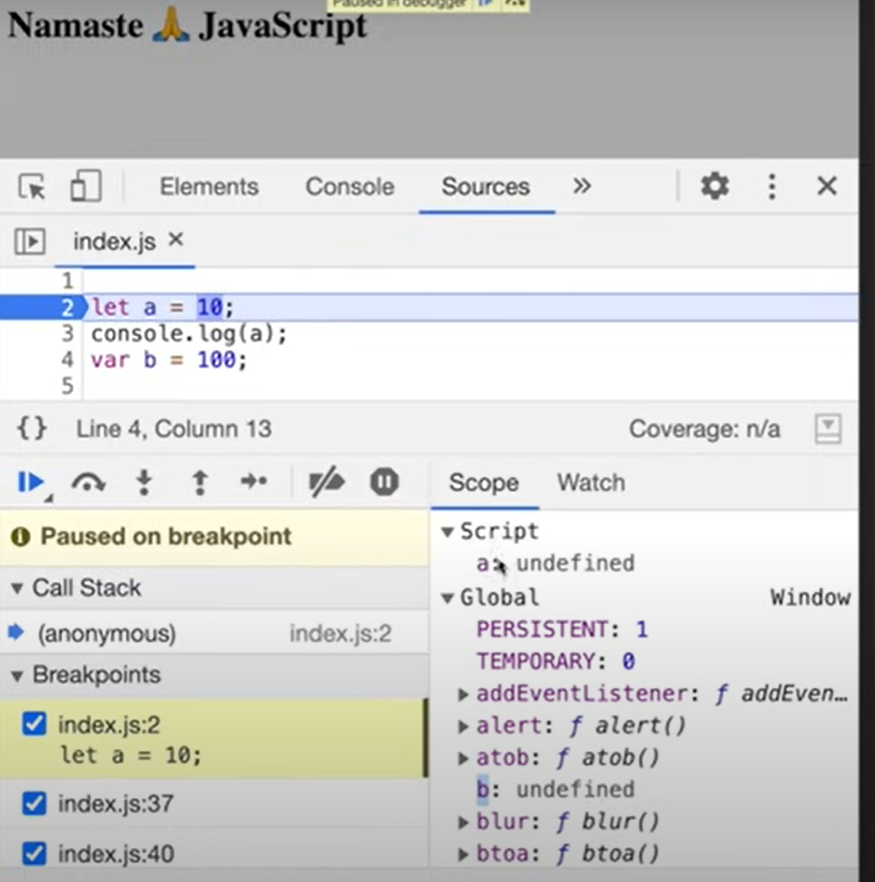 Paused in debugger
Namaste 🙏 JavaScript
Elements Console Sources »
index.js ×
1
2 let a = 10;
3 console.log(a);
4 var b = 100;
5
{} Line 4, Column 13 Coverage: n/a
Scope Watch
Paused on breakpoint
Call Stack
(anonymous) index.js:2
Breakpoints
index.js:2
let a = 10;
index.js:37
index.js:40
Script
a: undefined
Global Window
PERSISTENT: 1
TEMPORARY: 0
addEventListener: ƒ addEven…
alert: ƒ alert()
atob: ƒ atob()
b: undefined
blur: ƒ blur()
btoa: ƒ btoa()